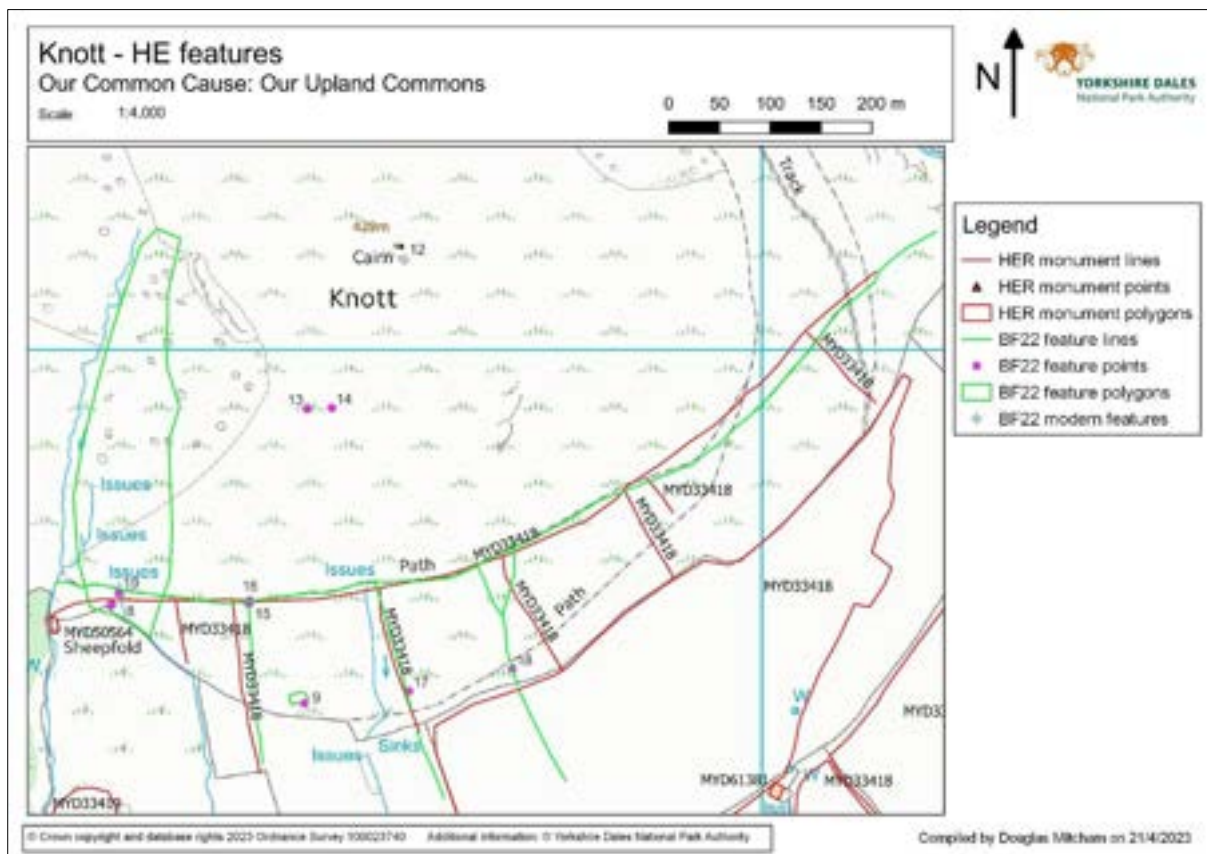 Knott - HE features
Our Common Cause: Our Upland Commons
Scale 1:4,000
0 50 100 150 200 m
N
YORKSHIRE DALES
National Park Authority
Legend
HER monument lines
HER monument points
HER monument polygons
BF22 feature lines
BF22 feature points
BF22 feature polygons
BF22 modern features
Track
429m
Cairn
12
Knott
MYD33418
13
14
Issues
MYD33418
Issues
MYD33418
MYD33418
Issues
Issues
Path
Path
MYD33418
19
16
15
18
MYD50564
Sheepfold
MYD33418
MYD33418
MYD33418
MYD33418
17
9
Issues
Sinks
W
W
MYD61381
MYD33418
MYD33419
© Crown copyright and database rights 2023 Ordnance Survey 100023740 Additional information: © Yorkshire Dales National Park Authority
Compiled by Douglas Mitcham on 21/4/2023